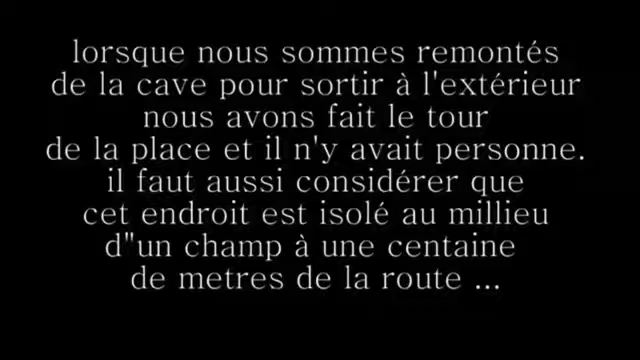 lorsque nous sommes remontés
de la cave pour sortir à l'extérieur
nous avons fait le tour
de la place et il n'y avait personne.
il faut aussi considérer que
cet endroit est isolé au millieu
d"un champ à une centaine
de metres de la route ...